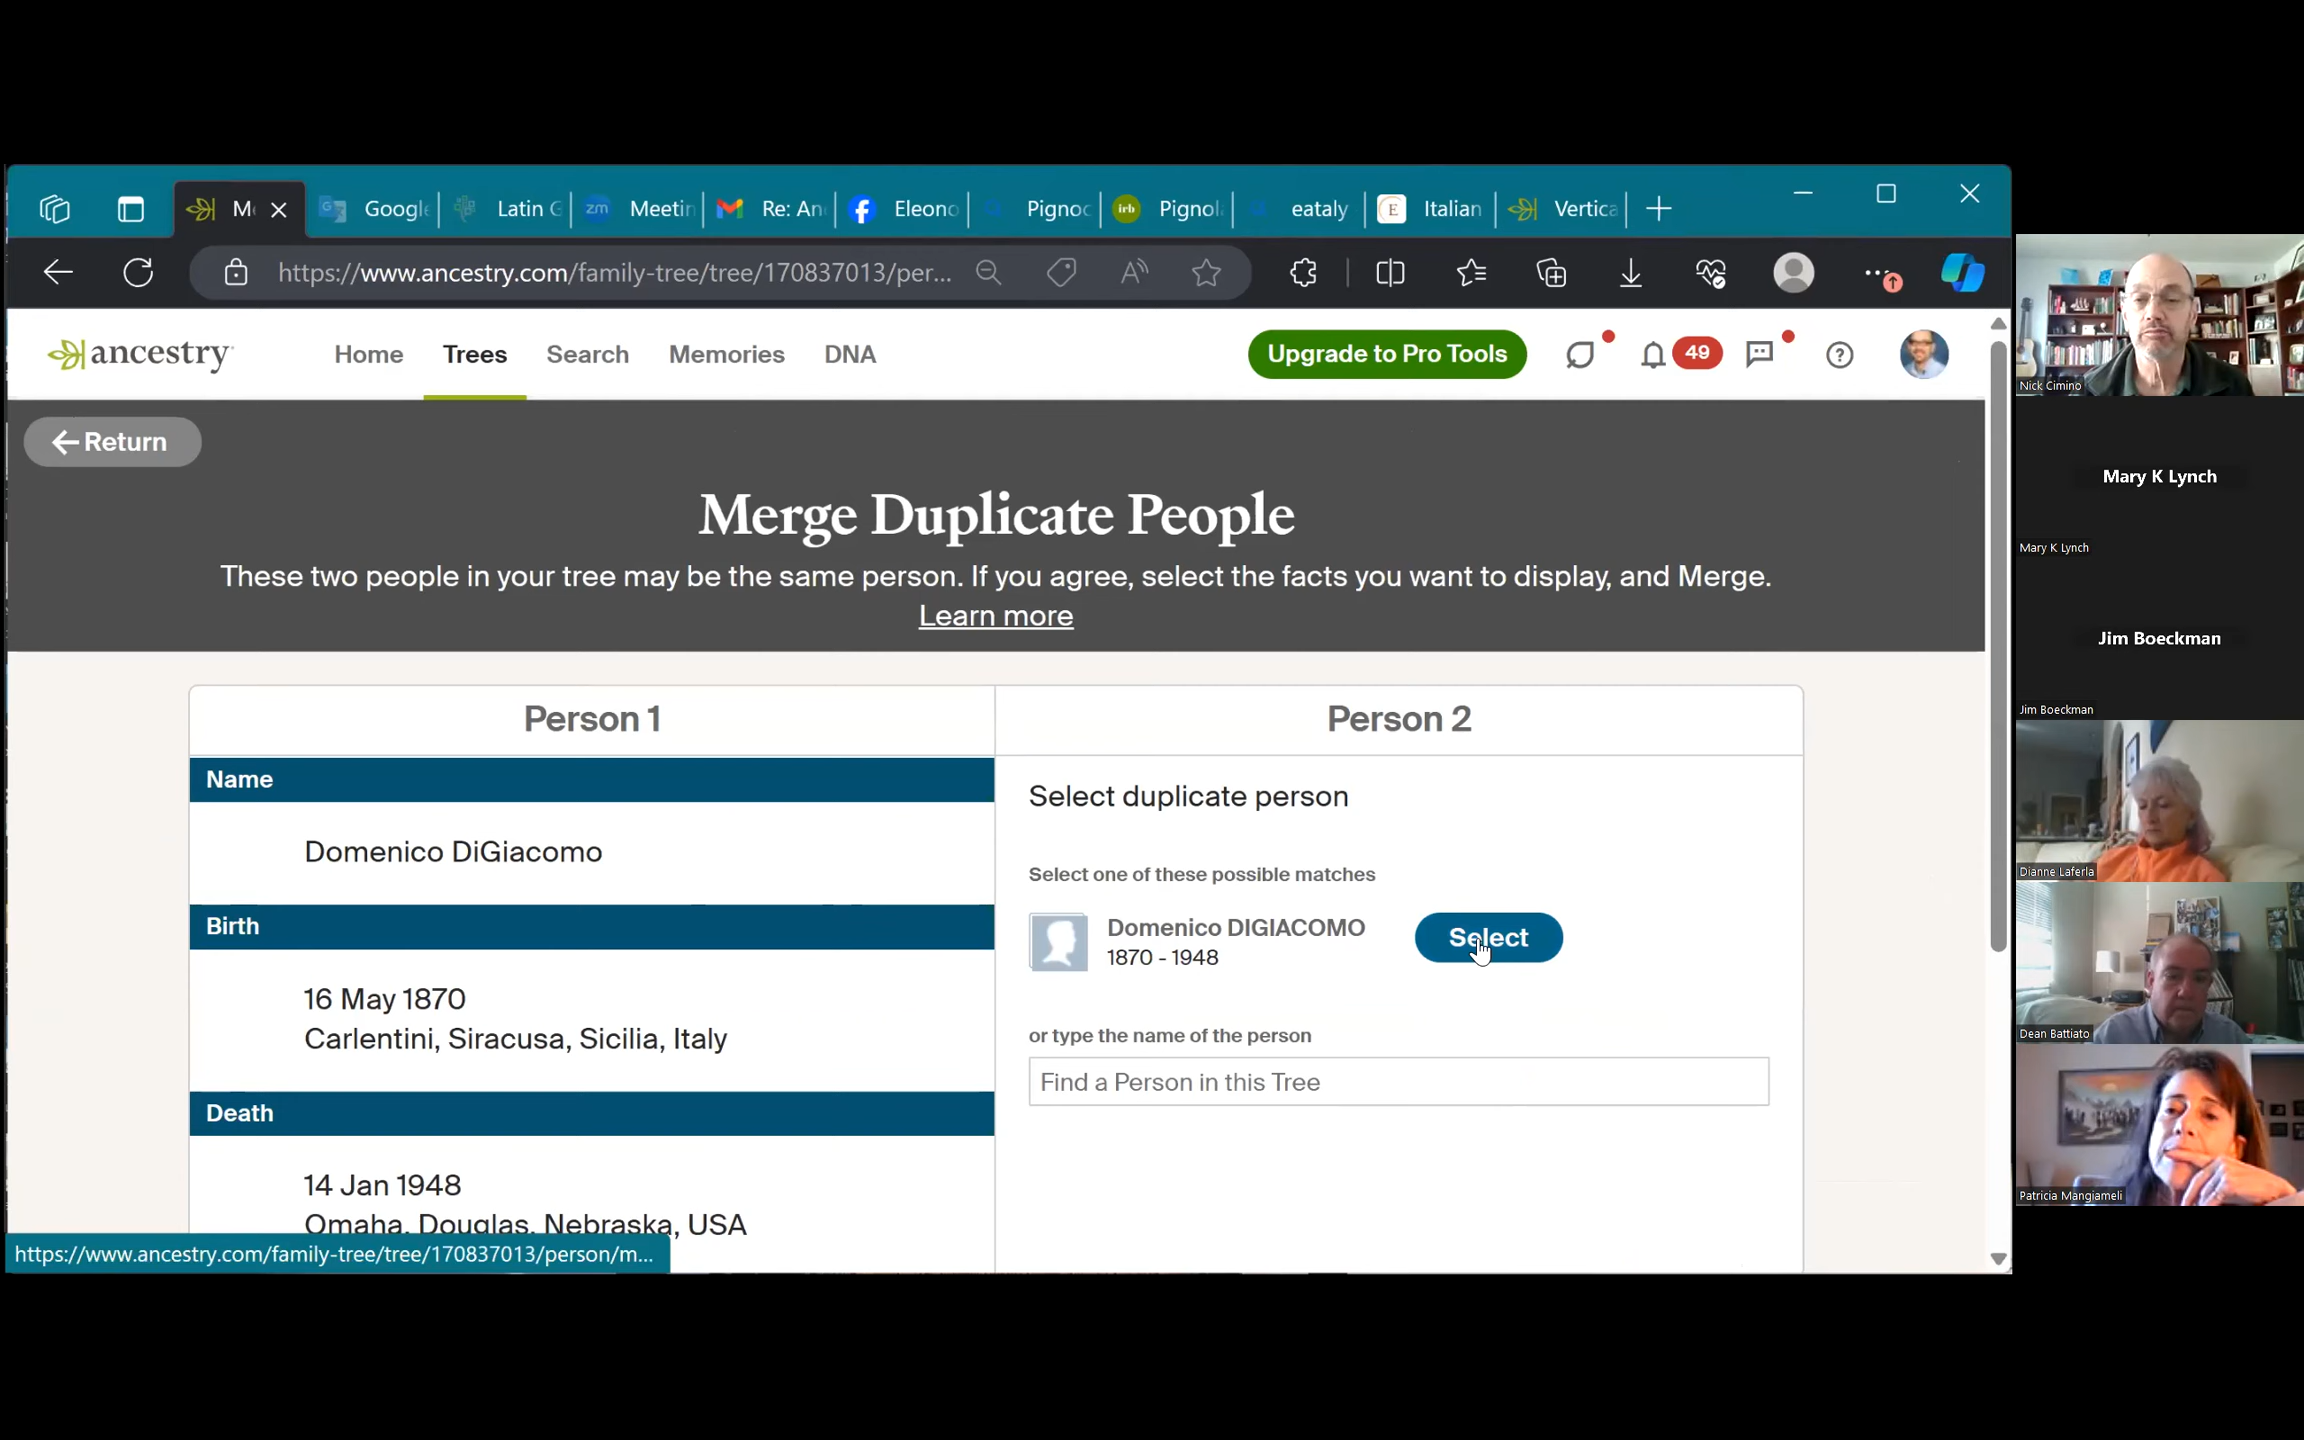 M
Googl
Latin G
zm
Meetin
Re: An
Eleono
Pignoc
irb
Pignol
eataly
E
Italian
Vertica
https://www.ancestry.com/family-tree/tree/170837013/per...
ancestry
Home
Trees
Search
Memories
DNA
Upgrade to Pro Tools
49
Return
Merge Duplicate People
These two people in your tree may be the same person. If you agree, select the facts you want to display, and Merge.
Learn more
Person 1
Person 2
Name
Domenico DiGiacomo
Birth
16 May 1870
Carlentini, Siracusa, Sicilia, Italy
Death
14 Jan 1948
Omaha, Douglas, Nebraska, USA
Select duplicate person
Select one of these possible matches
Domenico DIGIACOMO
1870 - 1948
Select
or type the name of the person
Find a Person in this Tree
https://www.ancestry.com/family-tree/tree/170837013/person/m...
Nick Cimino
Mary K Lynch
Mary K Lynch
Jim Boeckman
Jim Boeckman
Dianne Laferla
Dean Battiato
Patricia Mangiameli